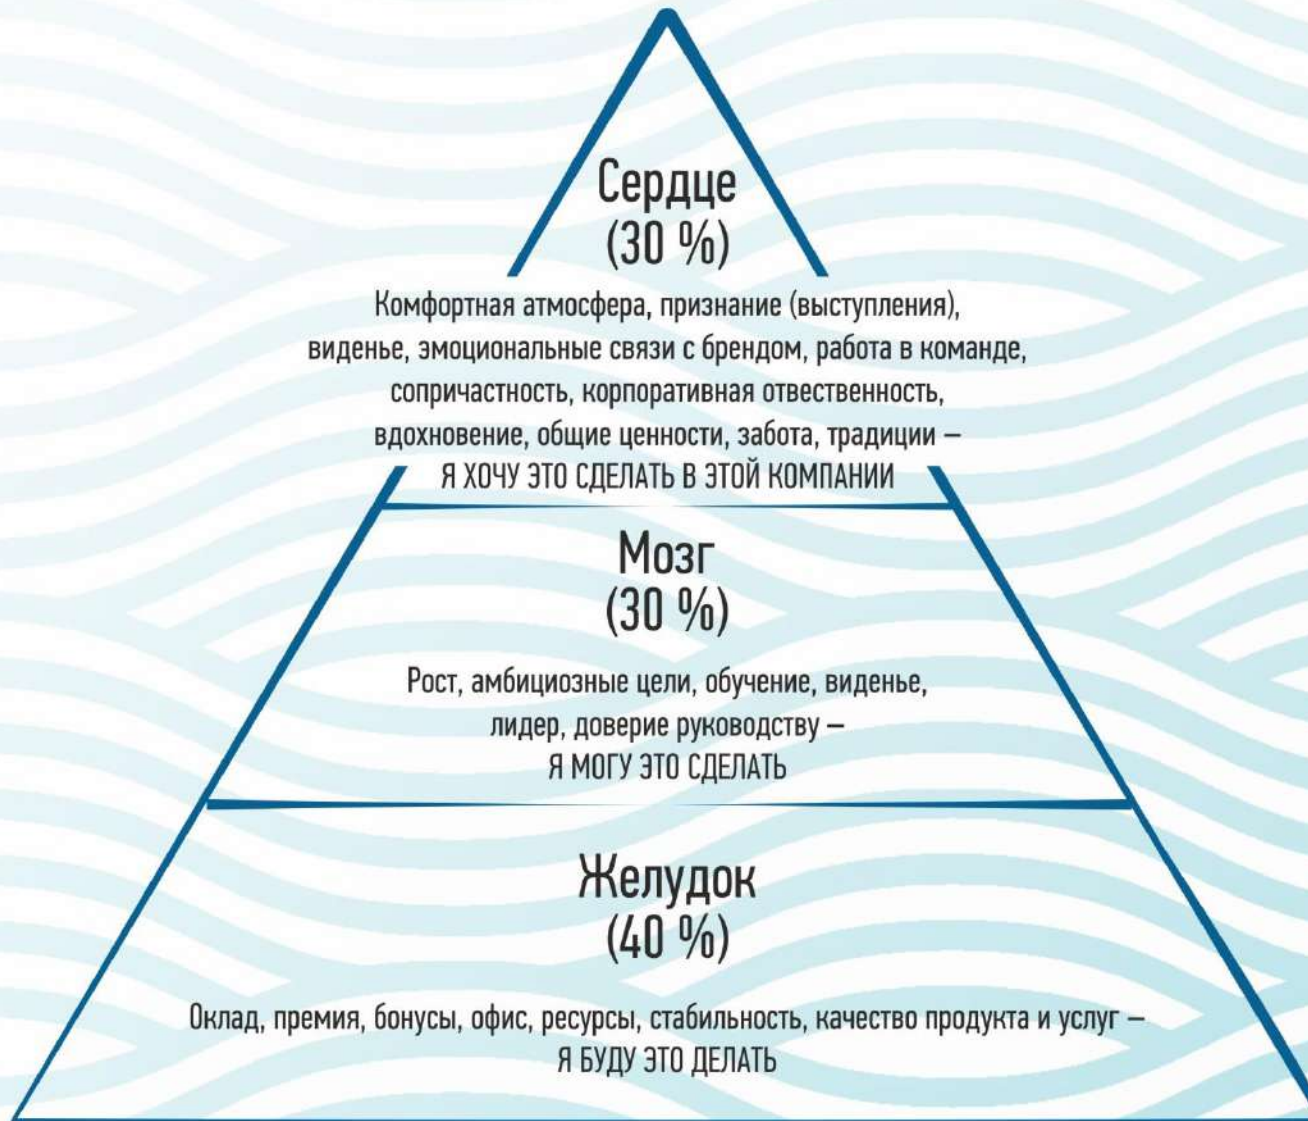 Сердце
(30 %)
Комфортная атмосфера, признание (выступления),
виденье, эмоциональные связи с брендом, работа в команде,
сопричастность, корпоративная отвественность,
вдохновение, общие ценности, забота, традиции –
Я ХОЧУ ЭТО СДЕЛАТЬ В ЭТОЙ КОМПАНИИ
Мозг
(30 %)
Рост, амбициозные цели, обучение, виденье,
лидер, доверие руководству –
Я МОГУ ЭТО СДЕЛАТЬ
Желудок
(40 %)
Оклад, премия, бонусы, офис, ресурсы, стабильность, качество продукта и услуг –
Я БУДУ ЭТО ДЕЛАТЬ